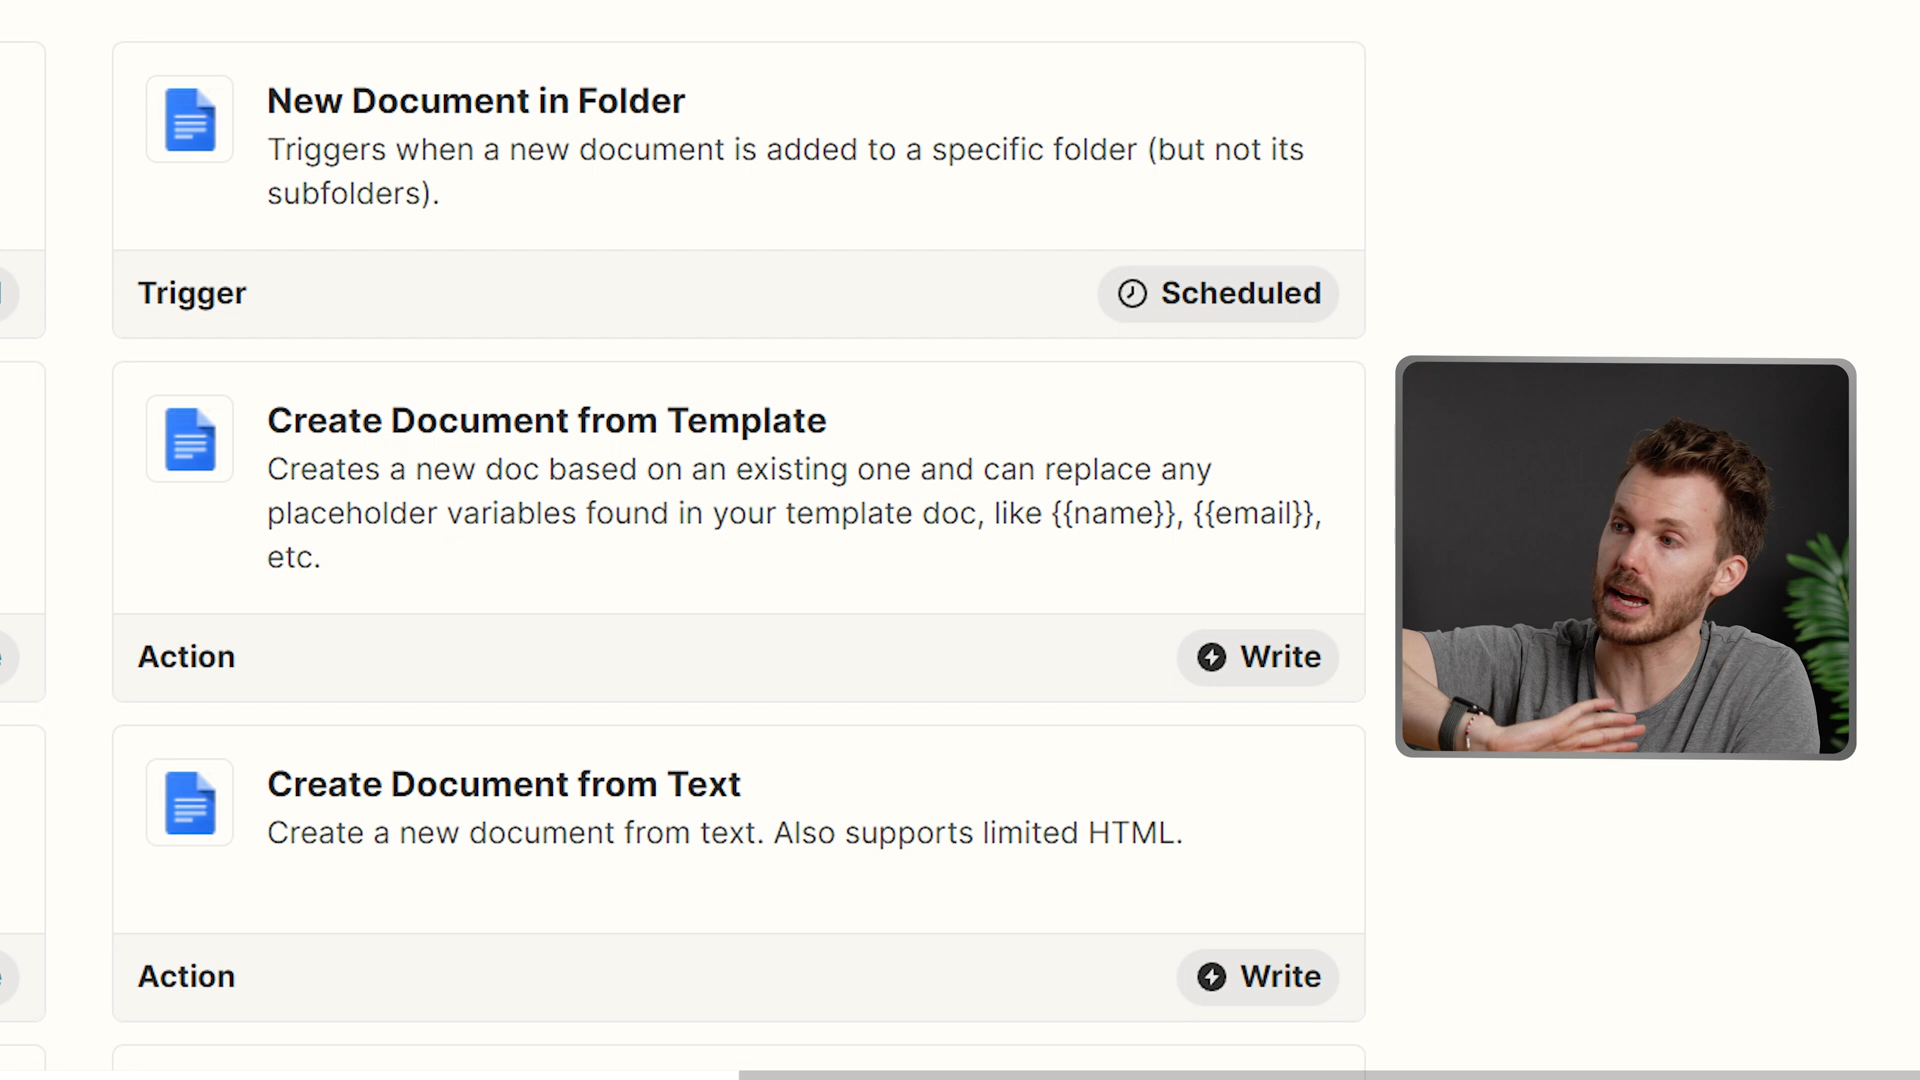 New Document in Folder
Triggers when a new document is added to a specific folder (but not its
subfolders).
Trigger
Scheduled
Create Document from Template
Creates a new doc based on an existing one and can replace any
placeholder variables found in your template doc, like {{name}}, {{email}},
etc.
Action
Write
Create Document from Text
Create a new document from text. Also supports limited HTML.
Action
Write